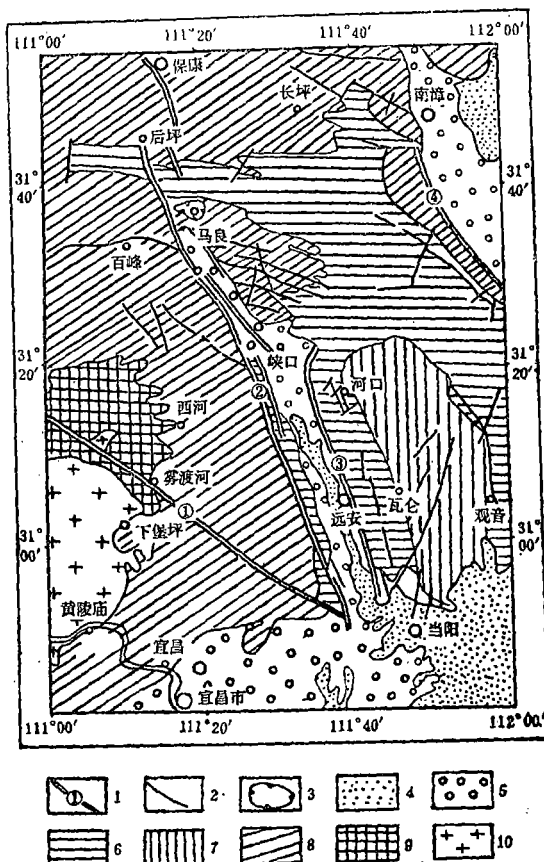 111°00′ 111°20′ 111°40′ 112°00′
保康
长坪
南漳
后坪
31°
40′
31°
40′
④
马良
百峰
31°
20′
31°
20′
峡口
河口
②
西河
③
雾渡河
①
远安
瓦仑
观音
31°
00′
31°
00′
下堡坪
黄陵庙
当阳
宜昌
宜昌市
111°00′ 111°20′ 111°40′ 112°00′
① 1 2 3 4 5
6 7 8 9 10